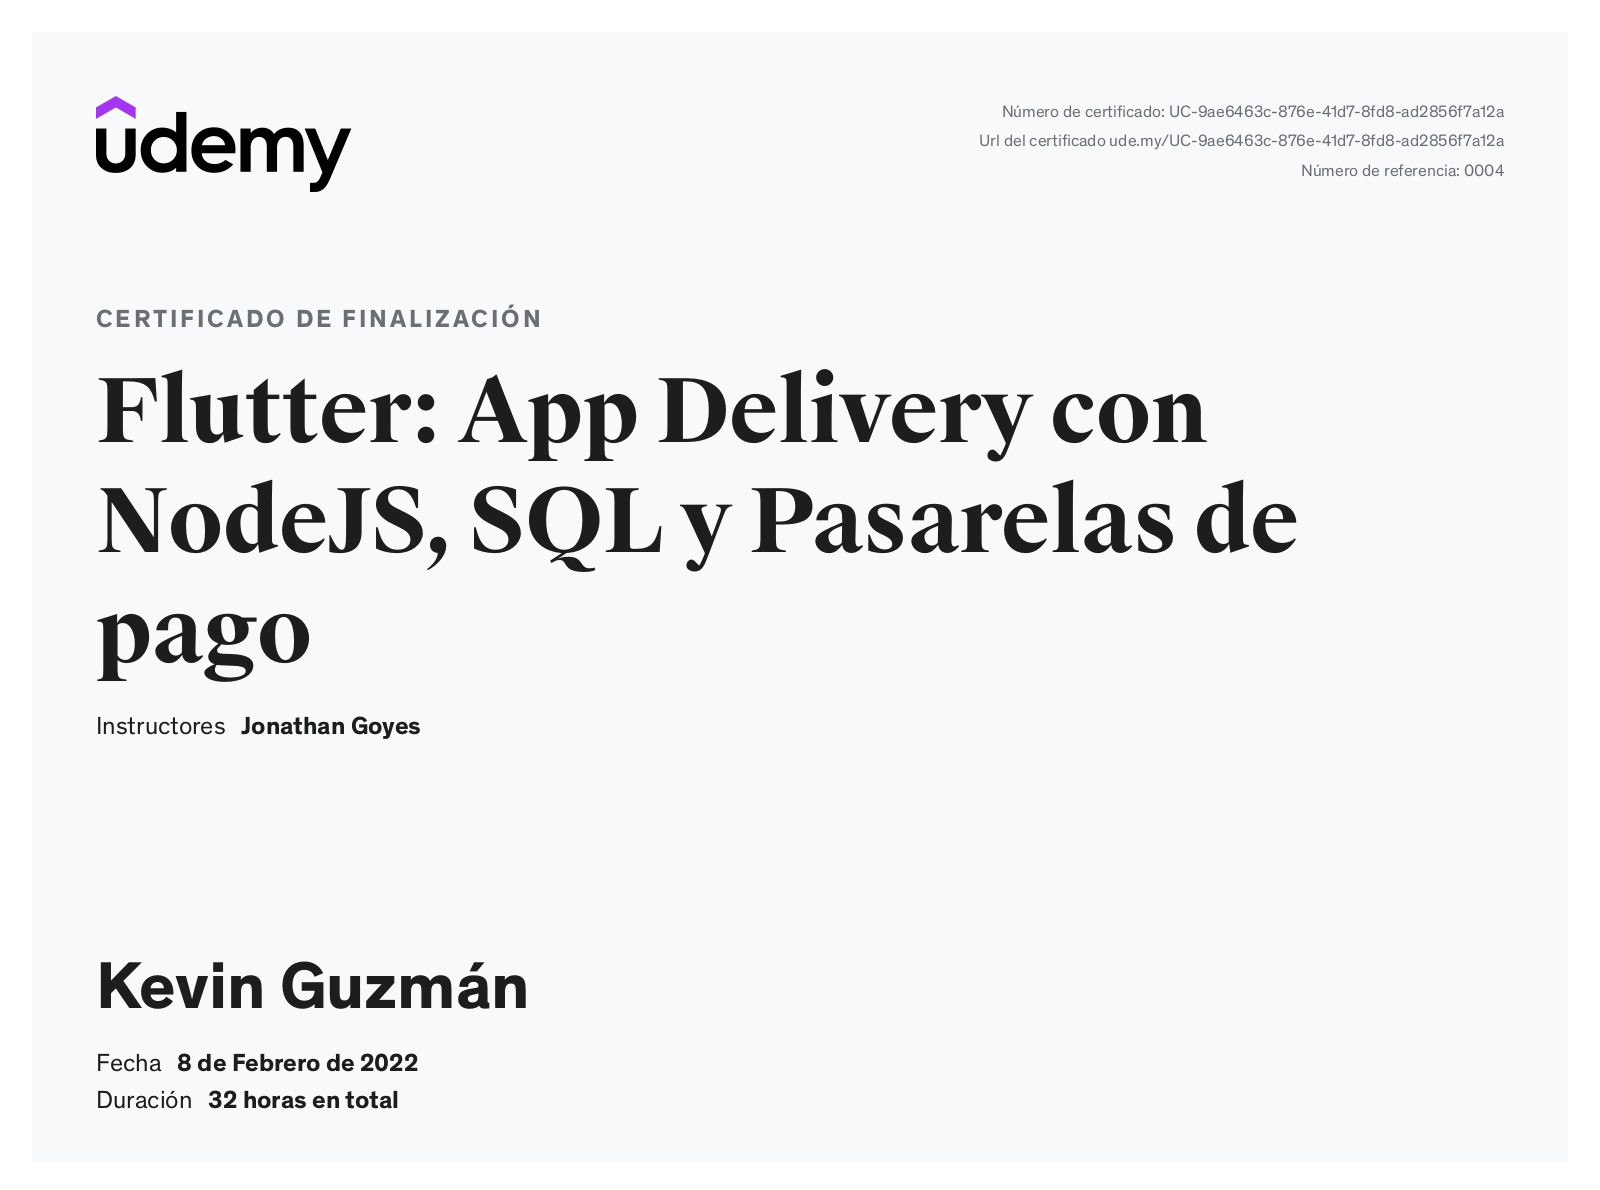 udemy
Número de certificado: UC-9ae6463c-876e-41d7-8fd8-ad2856f7a12a
Url del certificado ude.my/UC-9ae6463c-876e-41d7-8fd8-ad2856f7a12a
Número de referencia: 0004
CERTIFICADO DE FINALIZACIÓN
Flutter: App Delivery con
NodeJS, SQL y Pasarelas de
pago
Instructores Jonathan Goyes
Kevin Guzmán
Fecha 8 de Febrero de 2022
Duración 32 horas en total